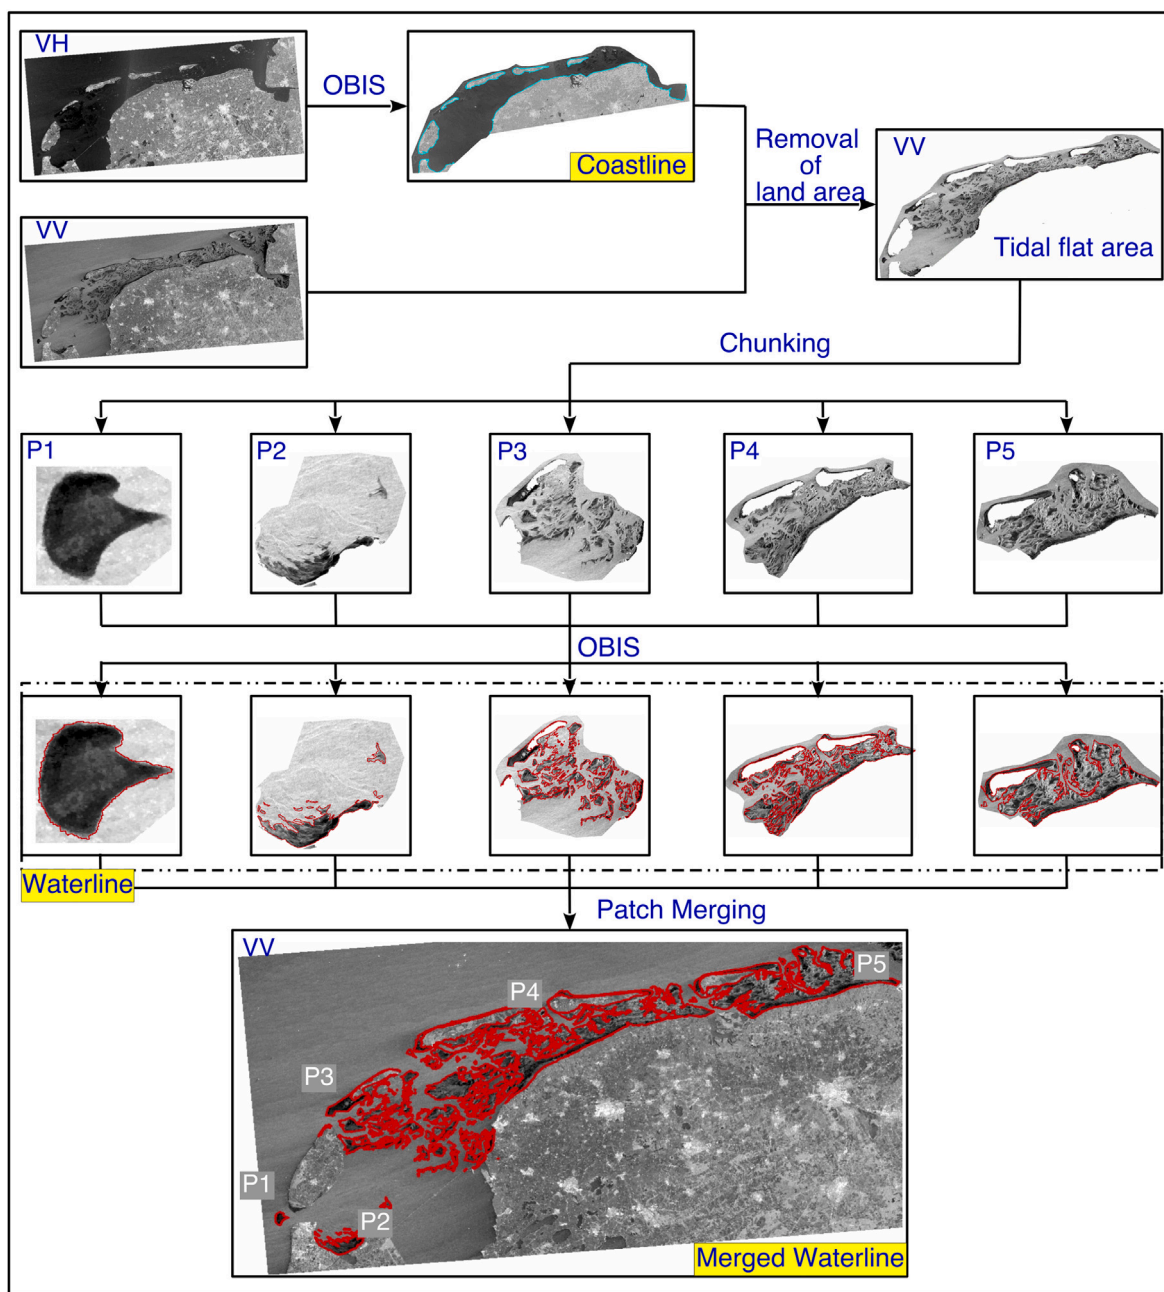 VH
OBIS
Coastline
Removal
of
land area
VV
Tidal flat area
VV
Chunking
P1
P2
P3
P4
P5
OBIS
Waterline
Patch Merging
VV
P5
P4
P3
P1
P2
Merged Waterline